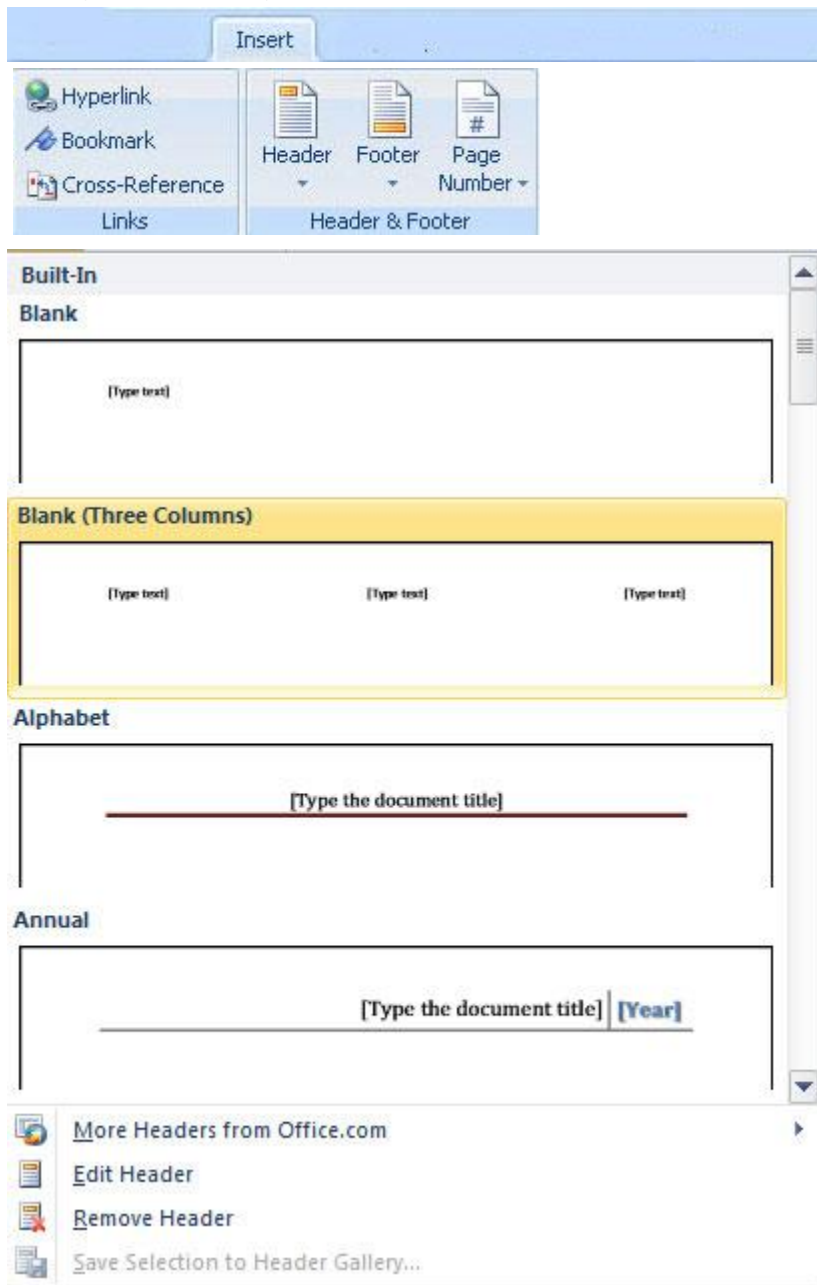 Insert
Hyperlink
Bookmark
Cross-Reference
Links
Header
Footer
#
Page
Number
Header & Footer
Built-In
Blank
[Type text]
Blank (Three Columns)
[Type text] [Type text] [Type text]
Alphabet
[Type the document title]
Annual
[Type the document title] [Year]
More Headers from Office.com
Edit Header
Remove Header
Save Selection to Header Gallery...